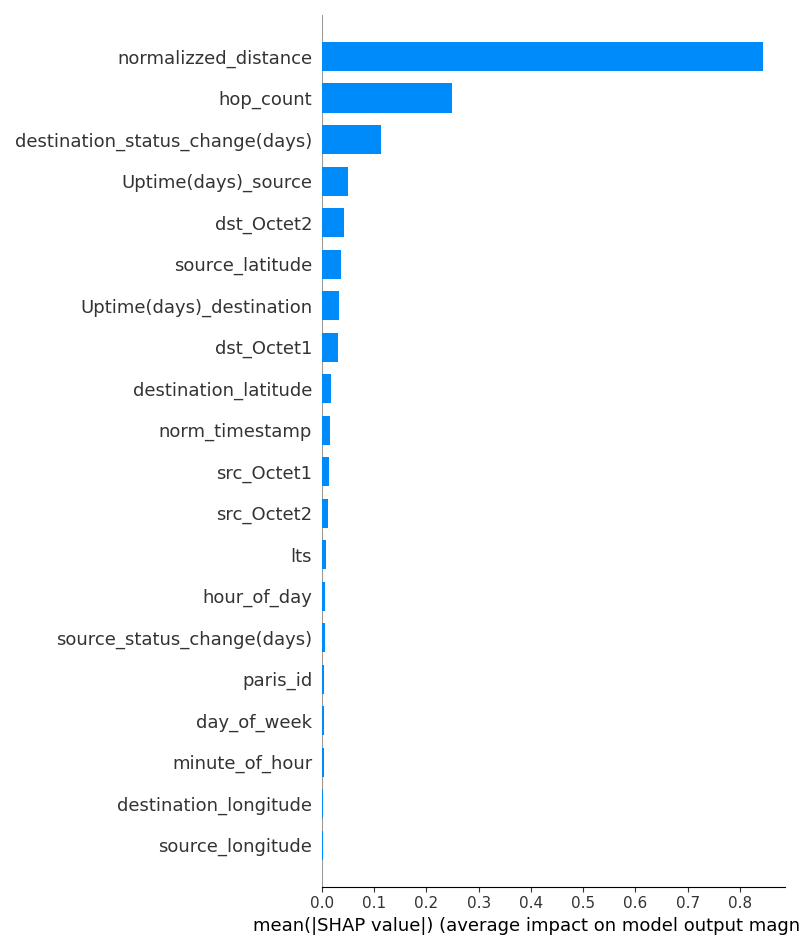 normalizzed_distance
hop_count
destination_status_change(days)
Uptime(days)_source
dst_Octet2
source_latitude
Uptime(days)_destination
dst_Octet1
destination_latitude
norm_timestamp
src_Octet1
src_Octet2
lts
hour_of_day
source_status_change(days)
paris_id
day_of_week
minute_of_hour
destination_longitude
source_longitude
0.0 0.1 0.2 0.3 0.4 0.5 0.6 0.7 0.8
mean(|SHAP value|) (average impact on model output magn